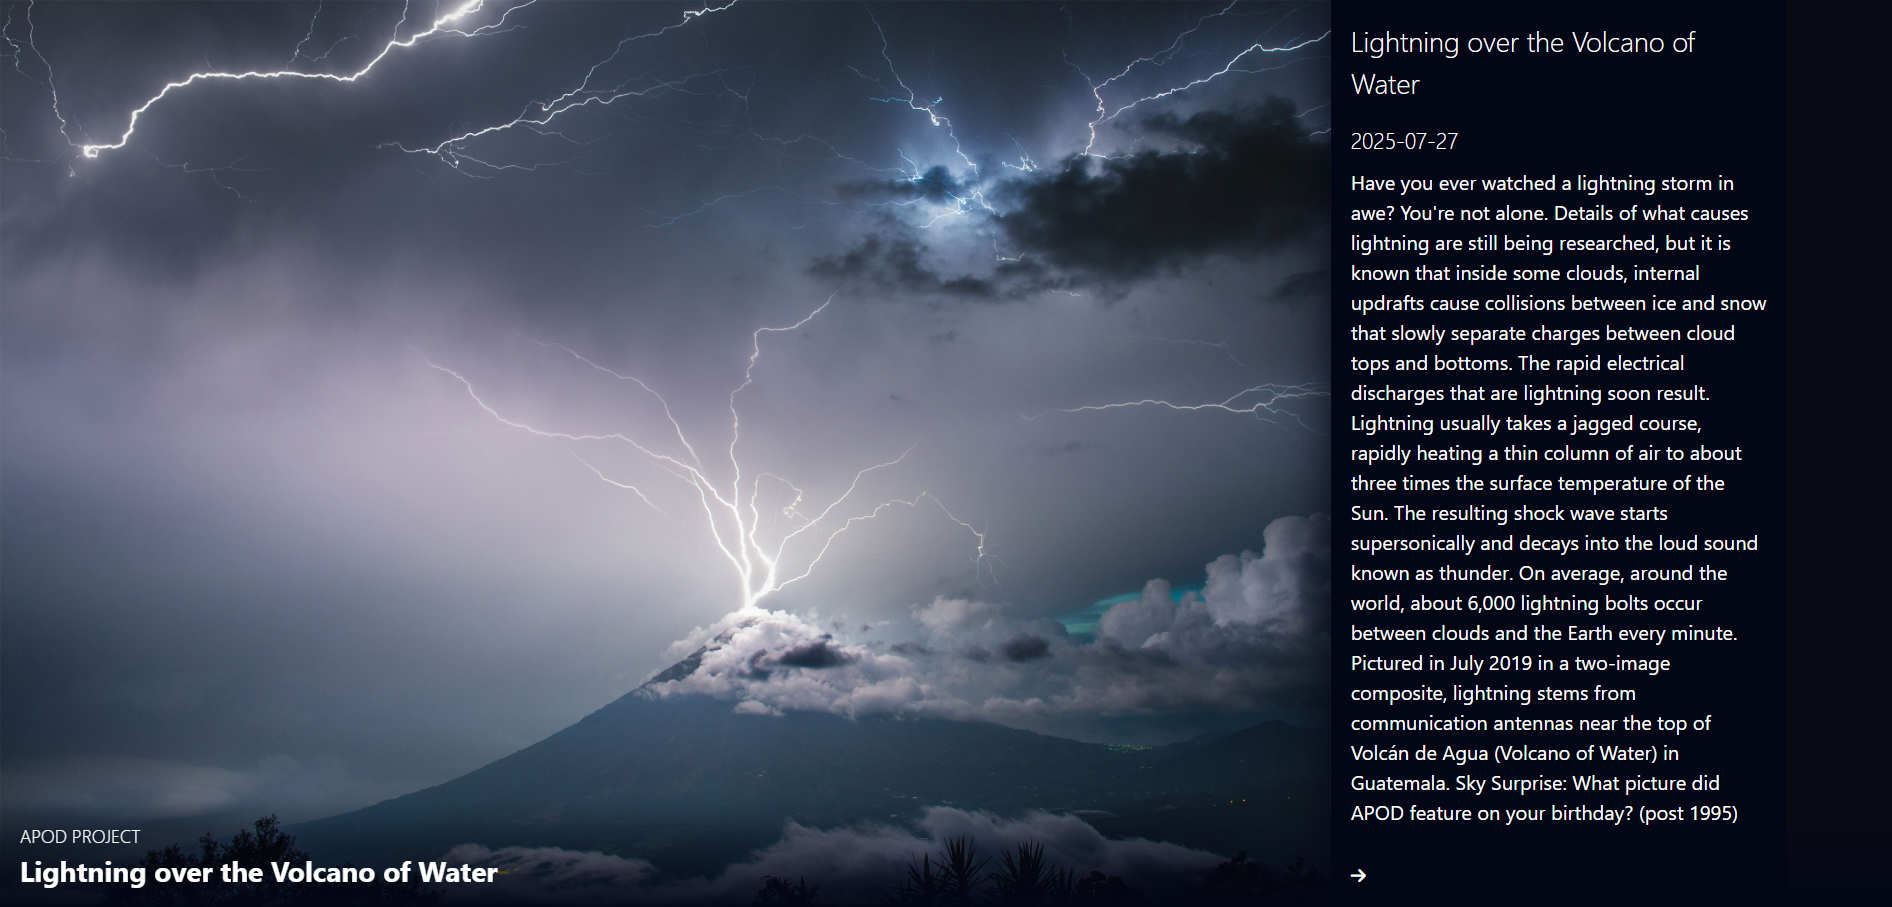 APOD PROJECT
Lightning over the Volcano of Water
Lightning over the Volcano of
Water
2025-07-27
Have you ever watched a lightning storm in
awe? You're not alone. Details of what causes
lightning are still being researched, but it is
known that inside some clouds, internal
updrafts cause collisions between ice and snow
that slowly separate charges between cloud
tops and bottoms. The rapid electrical
discharges that are lightning soon result.
Lightning usually takes a jagged course,
rapidly heating a thin column of air to about
three times the surface temperature of the
Sun. The resulting shock wave starts
supersonically and decays into the loud sound
known as thunder. On average, around the
world, about 6,000 lightning bolts occur
between clouds and the Earth every minute.
Pictured in July 2019 in a two-image
composite, lightning stems from
communication antennas near the top of
Volcán de Agua (Volcano of Water) in
Guatemala. Sky Surprise: What picture did
APOD feature on your birthday? (post 1995)